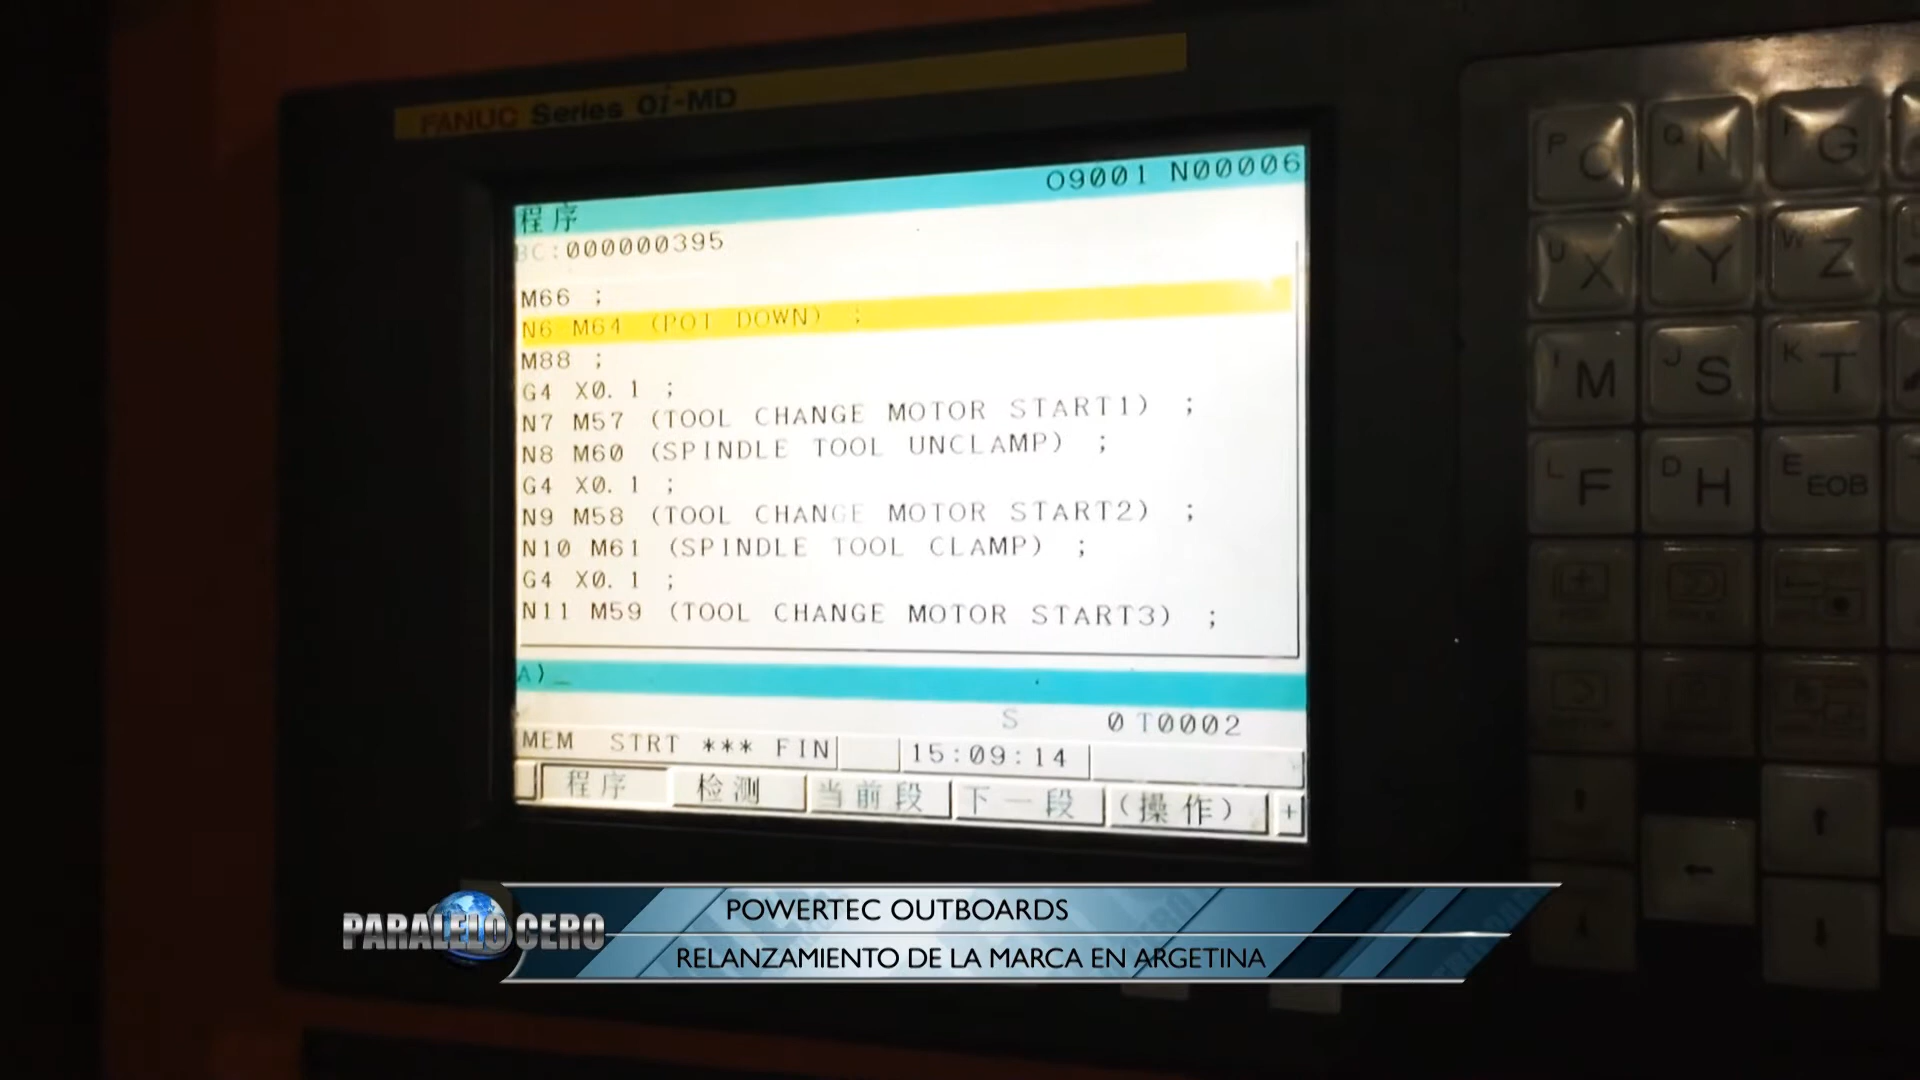 FANUC Series 0i-MD
O9001 N00006
程序
BC:000000395
M66 ;
N6 M64 (POT DOWN) ;
M88 ;
G4 X0.1 ;
N7 M57 (TOOL CHANGE MOTOR START1) ;
N8 M60 (SPINDLE TOOL UNCLAMP) ;
G4 X0.1 ;
N9 M58 (TOOL CHANGE MOTOR START2) ;
N10 M61 (SPINDLE TOOL CLAMP) ;
G4 X0.1 ;
N11 M59 (TOOL CHANGE MOTOR START3) ;
A)_
S 0 T0002
MEM STRT *** FIN 15:09:14
程序 检测 当前段 下一段 (操作) +
P O Q N G
U X V Y W Z
I M J S K T
L F D H E EOB
PARALELO CERO
POWERTEC OUTBOARDS
RELANZAMIENTO DE LA MARCA EN ARGETINA